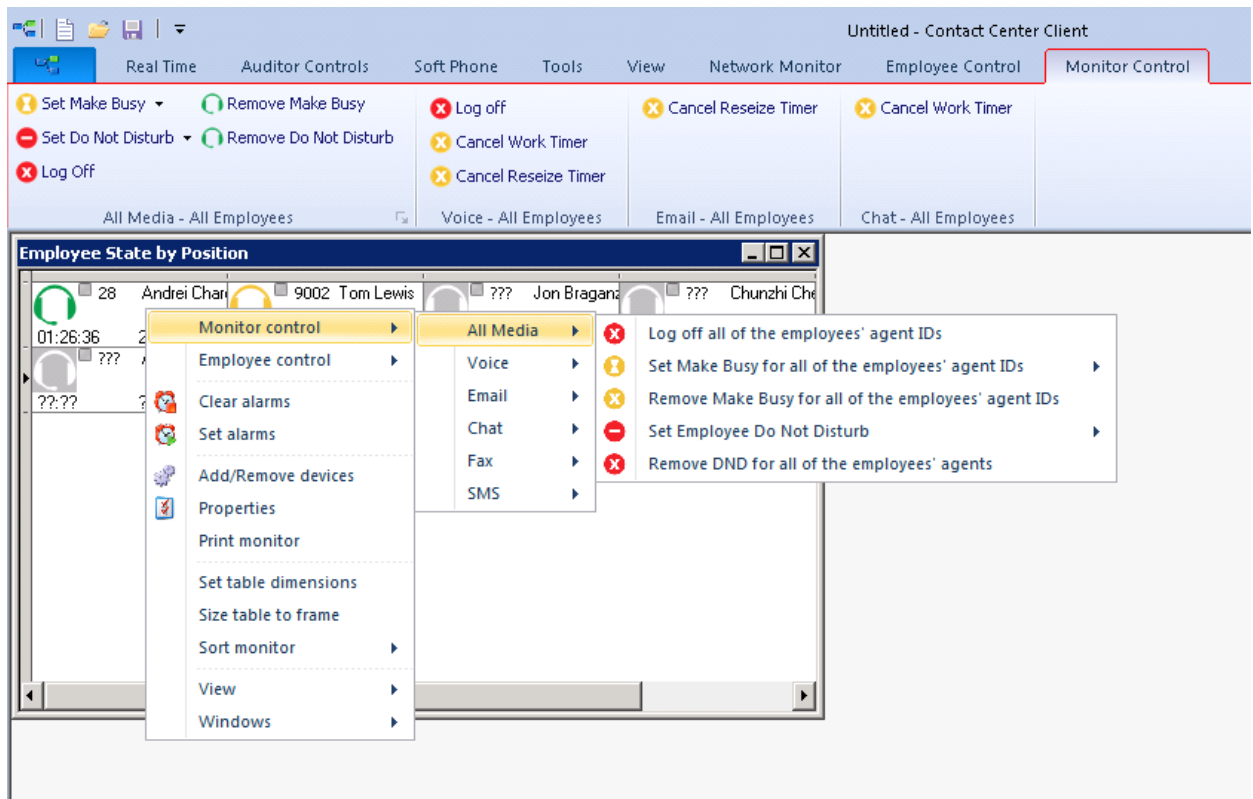 Untitled - Contact Center Client
Real Time Auditor Controls Soft Phone Tools View Network Monitor Employee Control Monitor Control
Set Make Busy Remove Make Busy Log off Cancel Reseize Timer Cancel Work Timer
Set Do Not Disturb Remove Do Not Disturb Cancel Work Timer
Log Off Cancel Reseize Timer
All Media - All Employees Voice - All Employees Email - All Employees Chat - All Employees
Employee State by Position
28 Andrei 9002 Tom Lewis ??? Jon ??? Chunzhi
01:26:36
???
??:??
Monitor control
Employee control
Clear alarms
Set alarms
Add/Remove devices
Properties
Print monitor
Set table dimensions
Size table to frame
Sort monitor
View
Windows
All Media
Voice
Email
Chat
Fax
SMS
Log off all of the employees' agent IDs
Set Make Busy for all of the employees' agent IDs
Remove Make Busy for all of the employees' agent IDs
Set Employee Do Not Disturb
Remove DND for all of the employees' agents